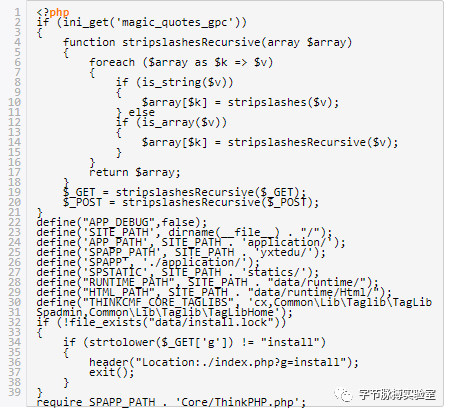 1 <?php
2 if (ini_get('magic_quotes_gpc'))
3 {
4 function stripslashesRecursive(array $array)
5 {
6 foreach ($array as $k => $v)
7 {
8 if (is_string($v))
9 {
10 $array[$k] = stripslashes($v);
11 } else
12 if (is_array($v))
13 {
14 $array[$k] = stripslashesRecursive($v);
15 }
16 }
17 return $array;
18 }
19 $_GET = stripslashesRecursive($_GET);
20 $_POST = stripslashesRecursive($_POST);
21 }
22 define("APP_DEBUG",false);
23 define('SITE_PATH', dirname(__file__) . "/");
24 define('APP_PATH', SITE_PATH . 'application/');
25 define('SPAPP_PATH', SITE_PATH . 'yxtedu/');
26 define('SPAPP', './application/');
27 define('SPSTATIC', SITE_PATH . 'statics/');
28 define("RUNTIME_PATH", SITE_PATH . "data/runtime/");
29 define("HTML_PATH", SITE_PATH . "data/runtime/Html/");
30 define("THINKCMF_CORE_TAGLIBS", 'cx,Common\Lib\Taglib\TagLib
31 Spadmin,Common\Lib\Taglib\TagLibHome');
32 if (!file_exists("data/install.lock"))
33 {
34 if (strtolower($_GET['g']) != "install")
35 {
36 header("Location:./index.php?g=install");
37 exit();
38 }
39 }
require SPAPP_PATH . 'Core/ThinkPHP.php';
字节脉搏实验室